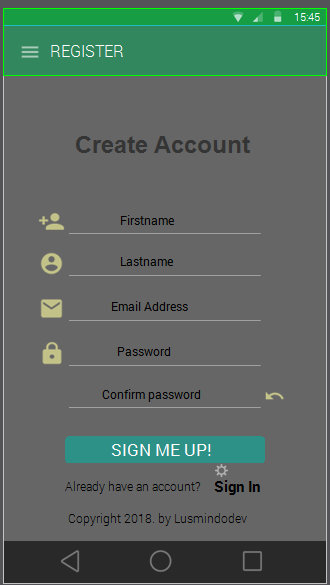 15:45
REGISTER
Create Account
Firstname
Lastname
Email Address
Password
Confirm password
SIGN ME UP!
Already have an account? Sign In
Copyright 2018. by Lusmindodev